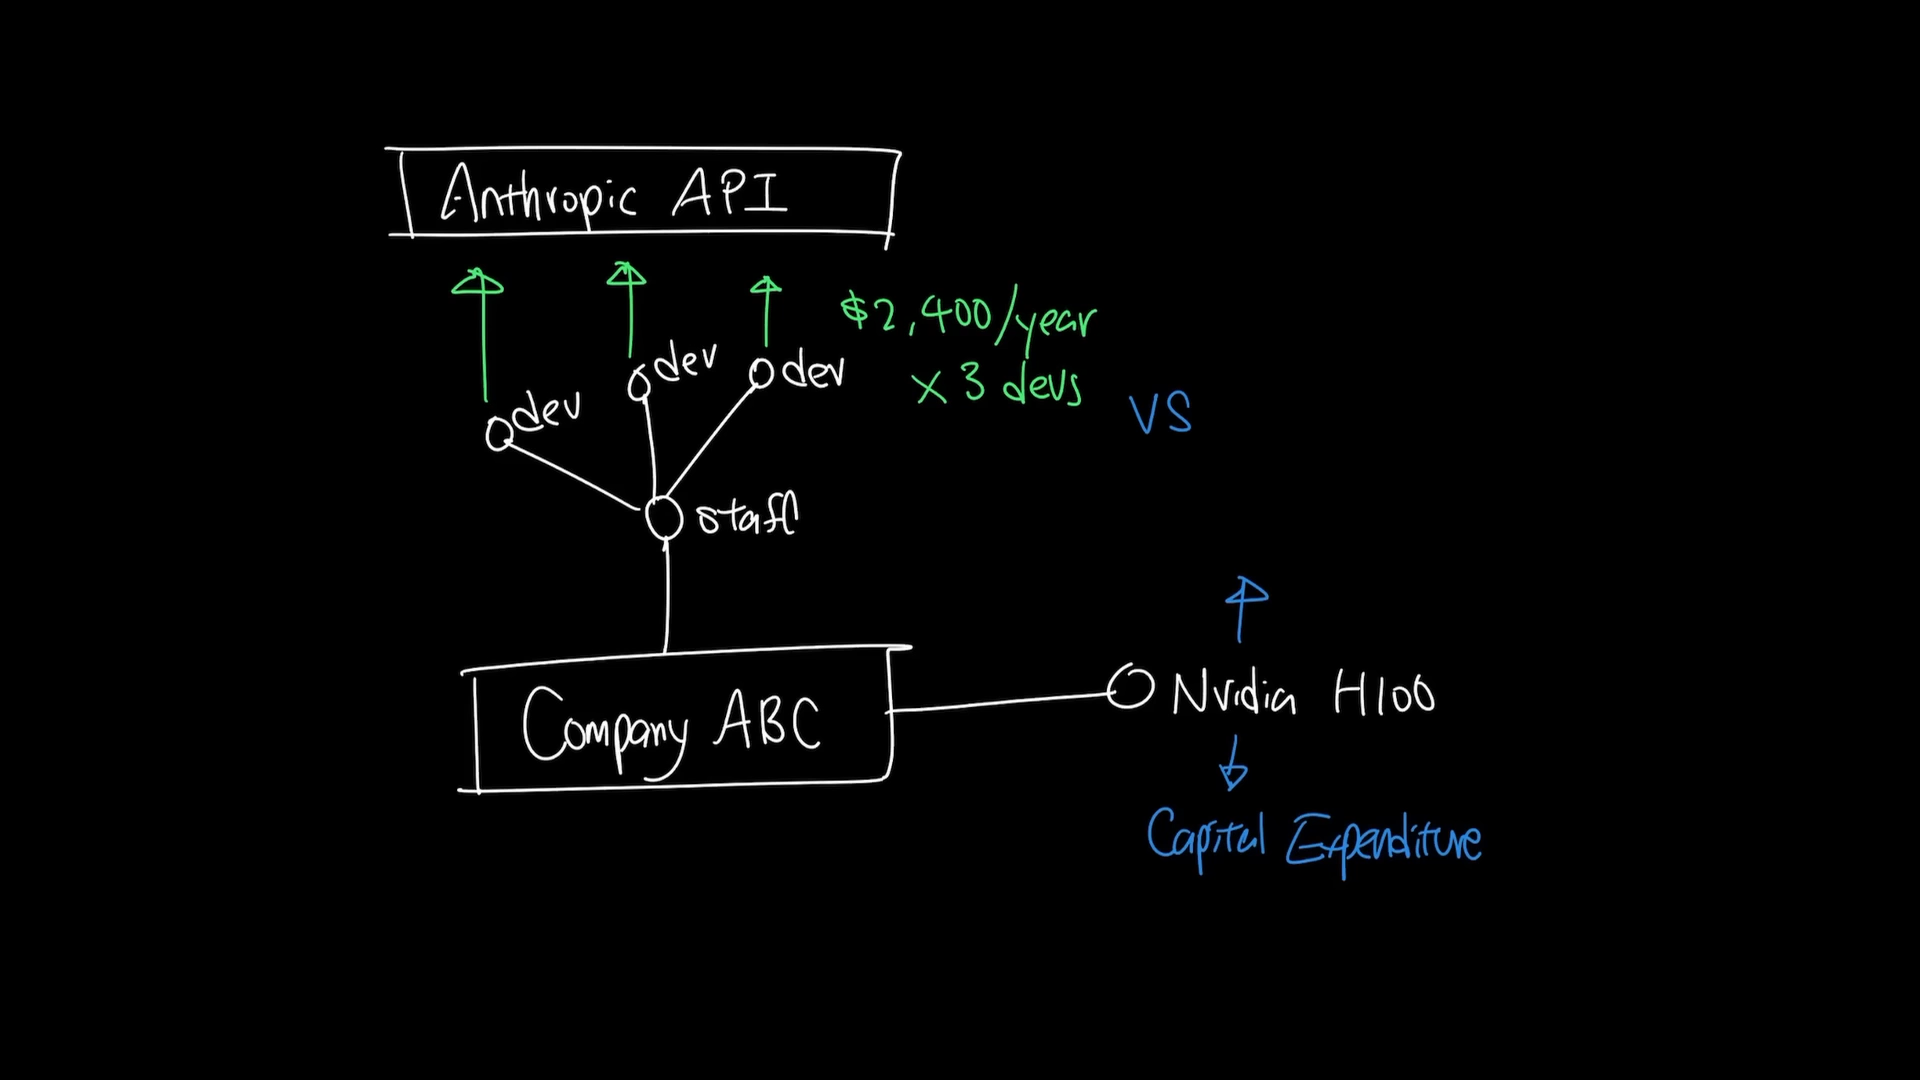 Anthropic API
$2,400/year
x 3 devs
dev
dev
dev
VS
staff
Company ABC
Nvidia H100
Capital Expenditure